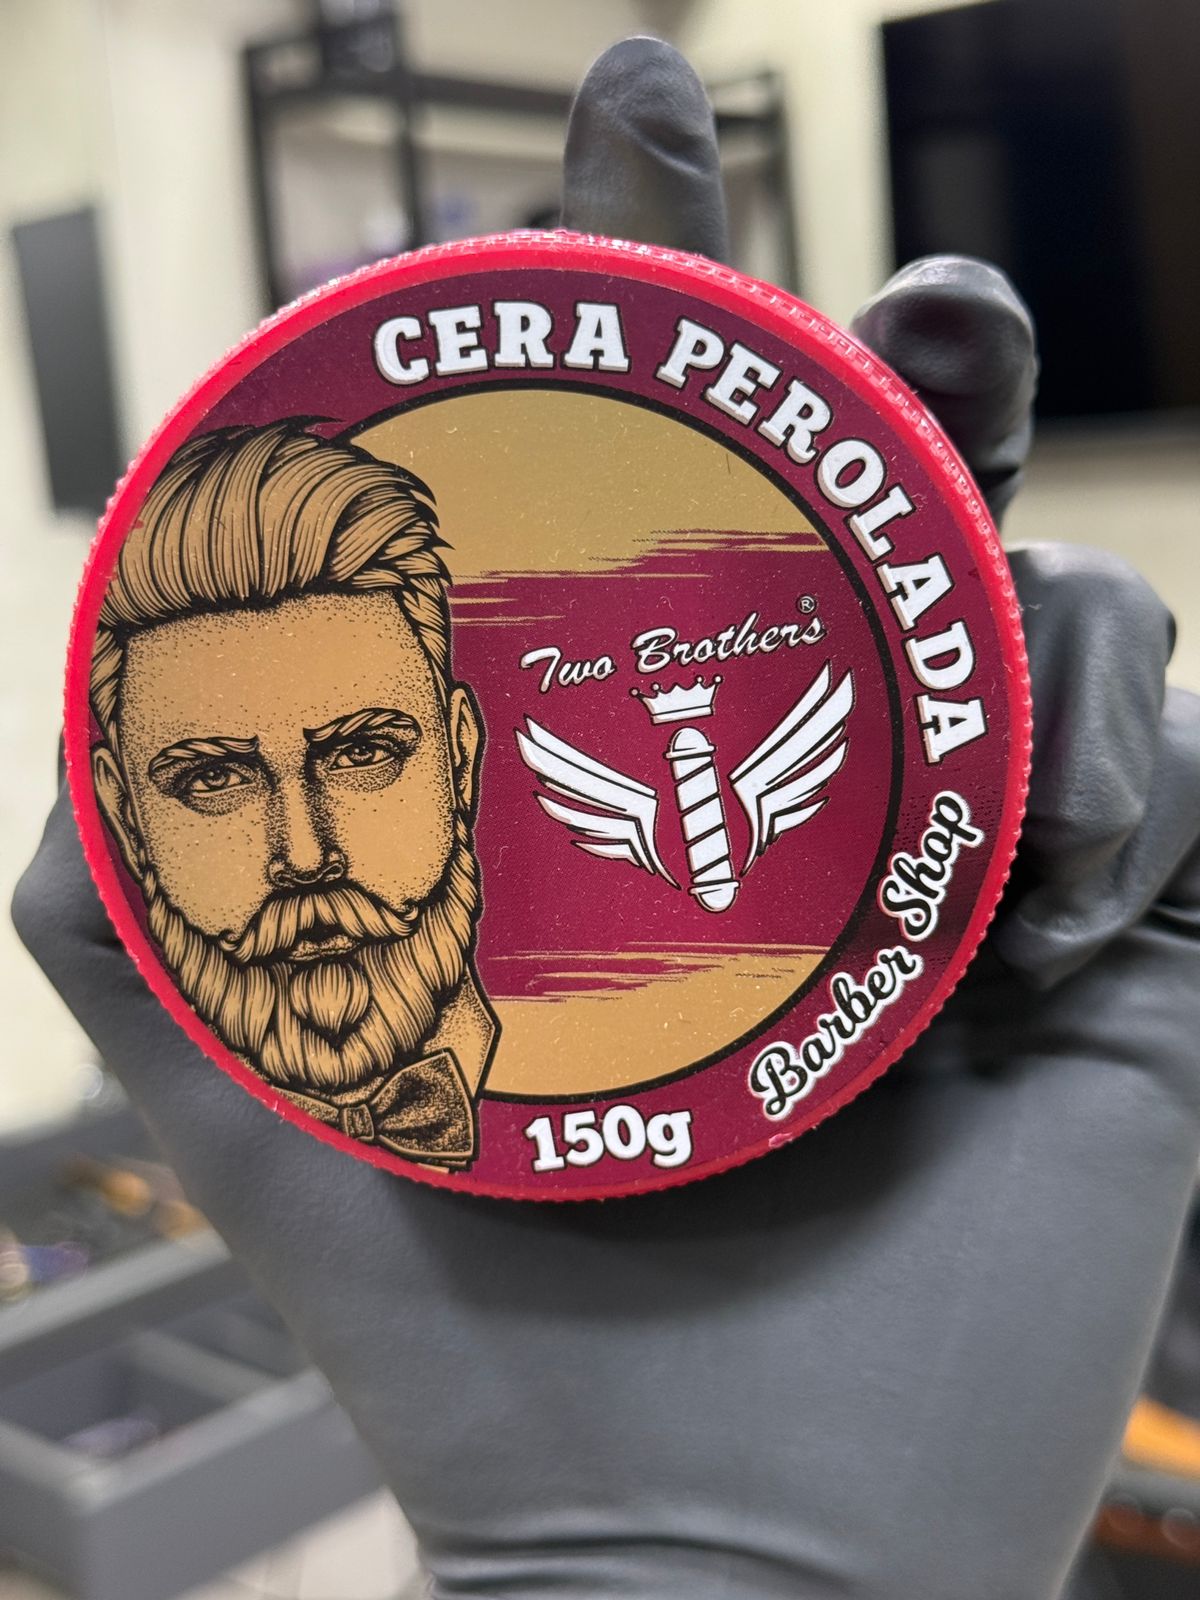 CERA PEROLADA
Two Brothers®
Barber Shop
150g